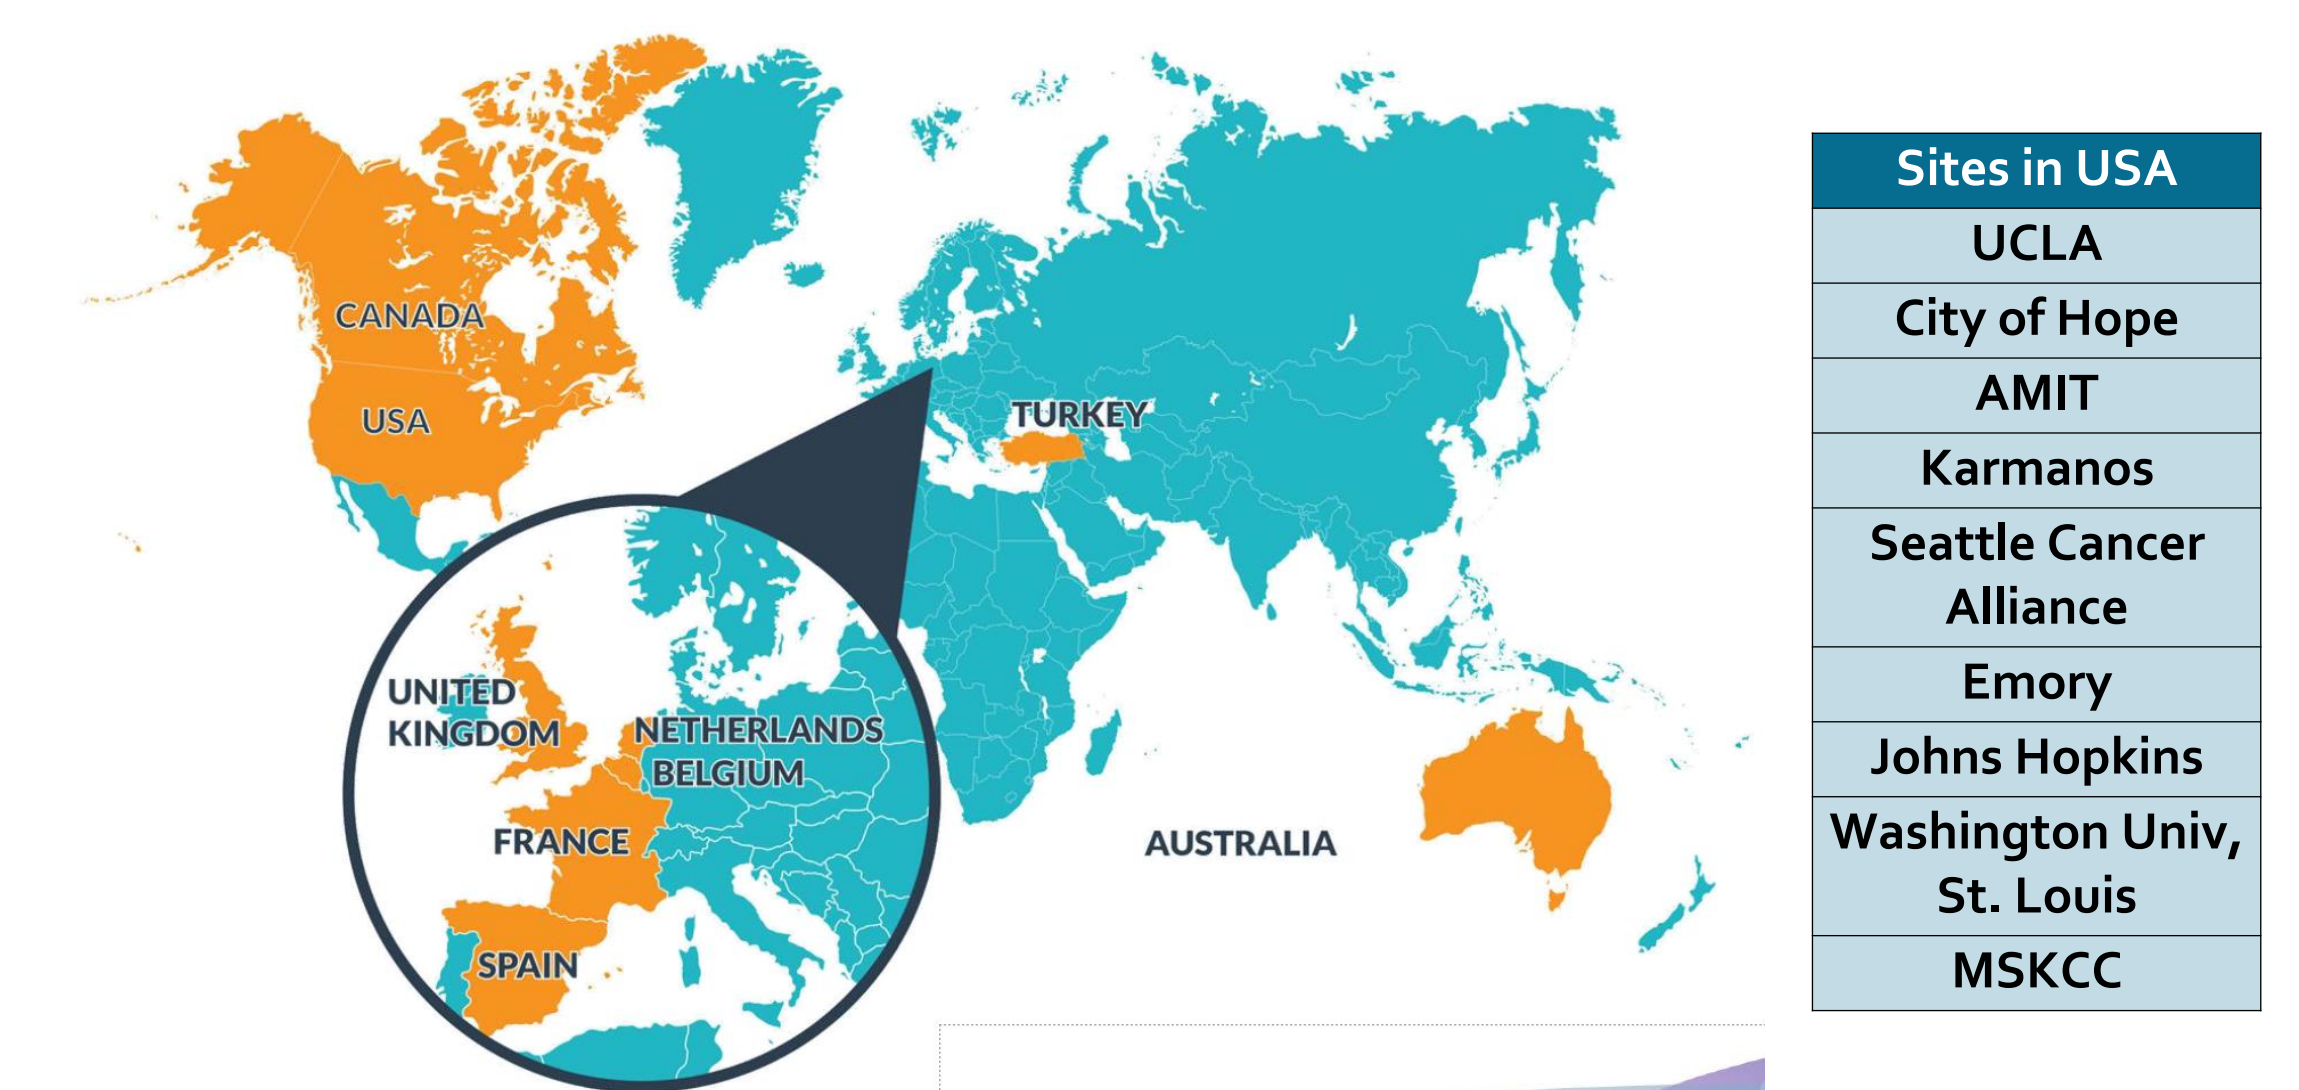 CANADA
USA
TURKEY
UNITED
KINGDOM
NETHERLANDS
BELGIUM
FRANCE
SPAIN
AUSTRALIA
Sites in USA
UCLA
City of Hope
AMIT
Karmanos
Seattle Cancer
Alliance
Emory
Johns Hopkins
Washington Univ,
St. Louis
MSKCC